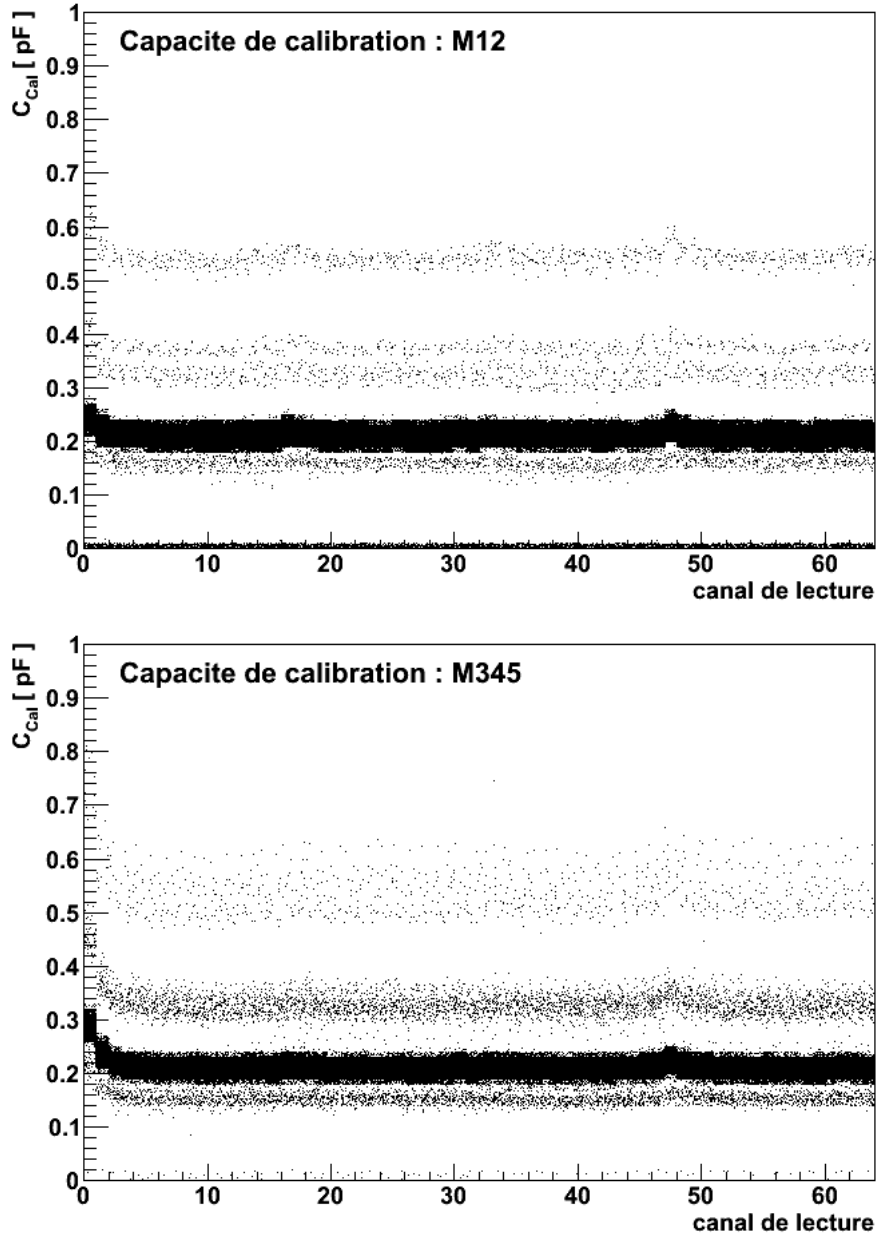 Capacite de calibration : M12
C_Cal [ pF]
1
0.9
0.8
0.7
0.6
0.5
0.4
0.3
0.2
0.1
0
0 10 20 30 40 50 60
canal de lecture
Capacite de calibration : M345
C_Cal [ pF]
1
0.9
0.8
0.7
0.6
0.5
0.4
0.3
0.2
0.1
0
0 10 20 30 40 50 60
canal de lecture